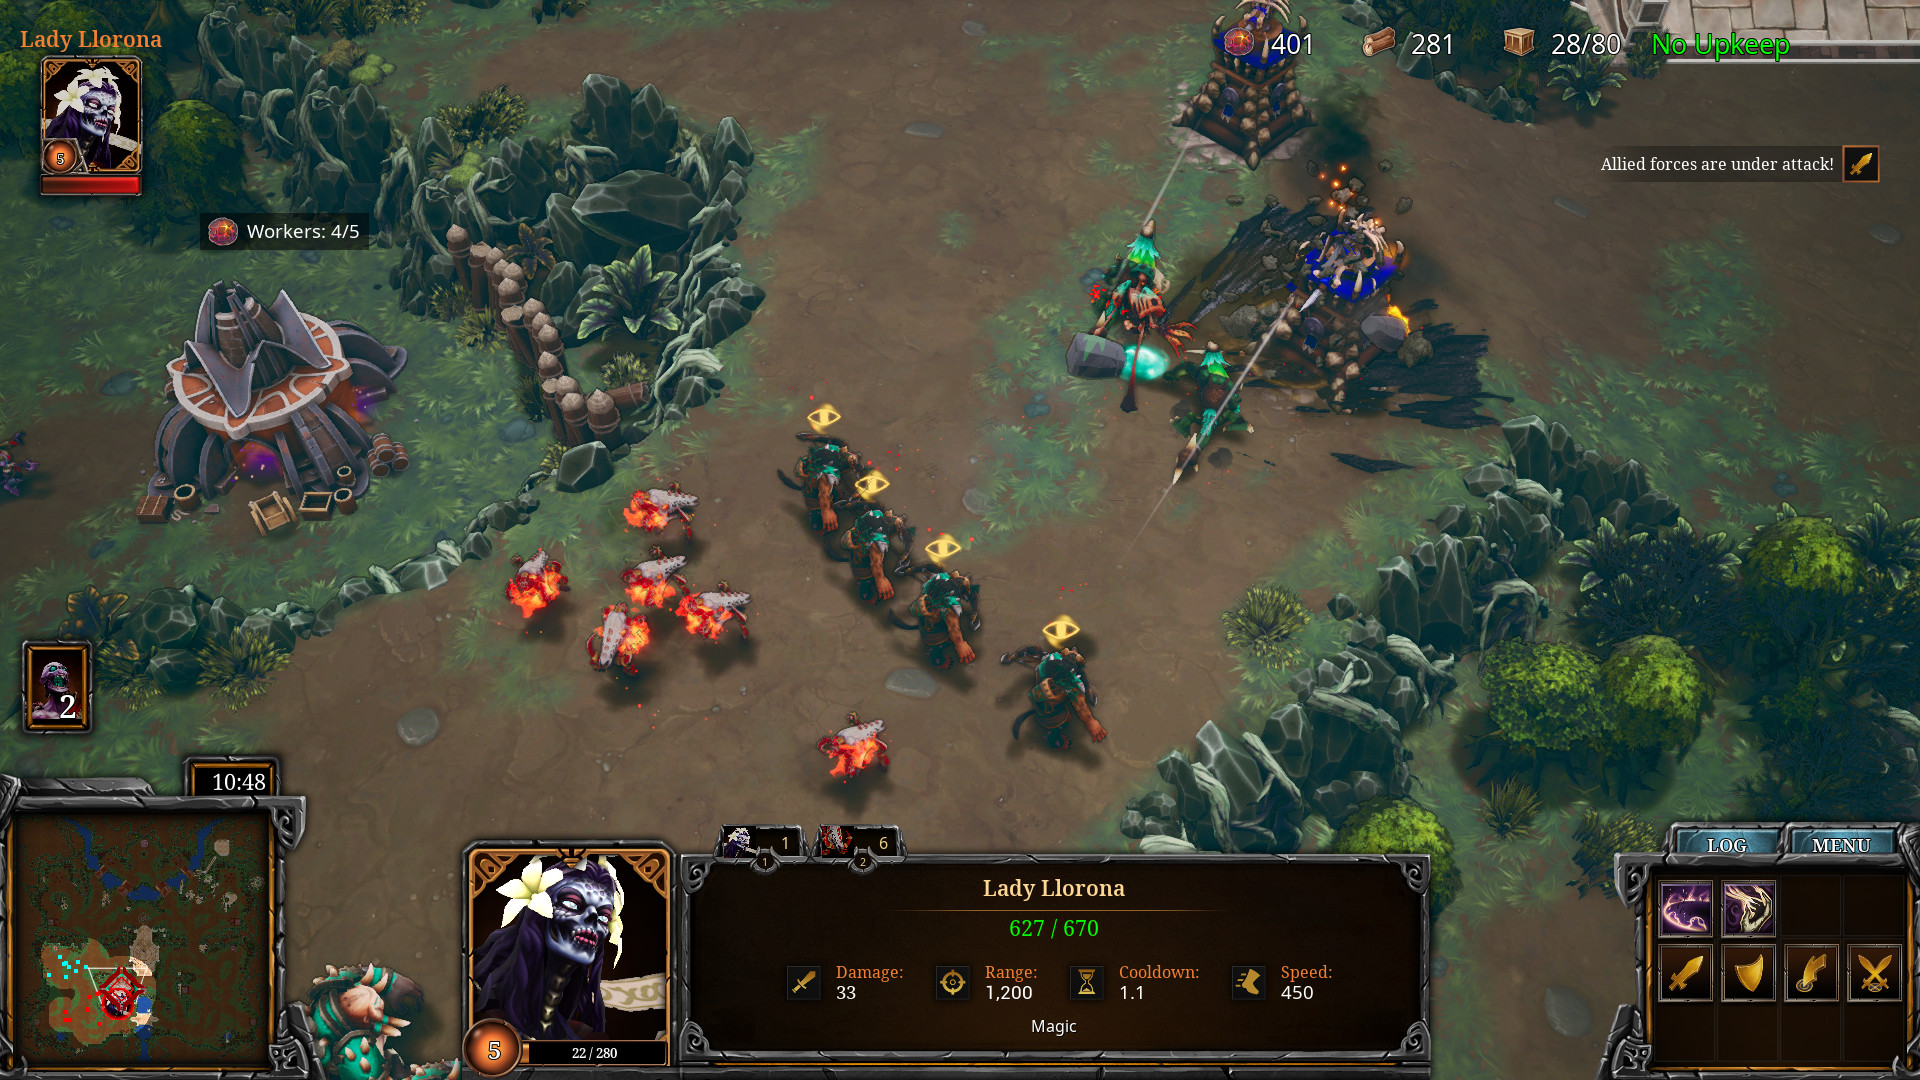 Lady Llorona
5
401
281
28/80
No Upkeep
Allied forces are under attack!
Workers: 4/5
2
10:48
1
6
1
2
LOG
MENU
Lady Llorona
627 / 670
Damage:
33
Range:
1,200
Cooldown:
1.1
Speed:
450
Magic
5
22 / 280